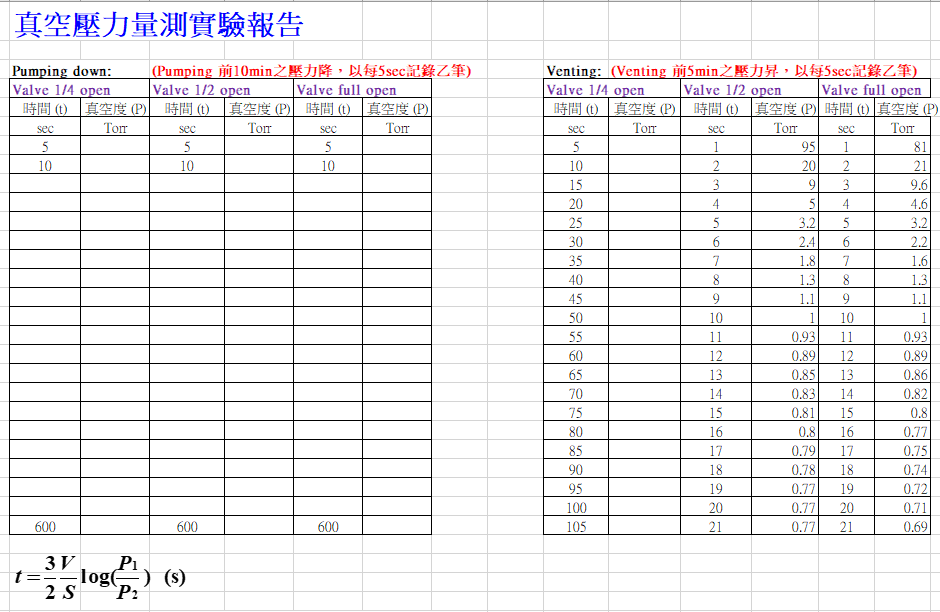 真空壓力量測實驗報告
Pumping down: (Pumping 前10min之壓力降，以每5sec記錄乙筆) Venting: (Venting 前5min之壓力昇，以每5sec記錄乙筆)
Valve 1/4 open Valve 1/2 open Valve full open Valve 1/4 open Valve 1/2 open Valve full open
時間 (t) 真空度 (P) 時間 (t) 真空度 (P) 時間 (t) 真空度 (P) 時間 (t) 真空度 (P) 時間 (t) 真空度 (P) 時間 (t) 真空度 (P)
sec Torr sec Torr sec Torr sec Torr sec Torr sec Torr
5 5 5 5 1 95 1 81
10 10 10 10 2 20 2 21
15 3 9 3 9.6
20 4 5 4 4.6
25 5 3.2 5 3.2
30 6 2.4 6 2.2
35 7 1.8 7 1.6
40 8 1.3 8 1.3
45 9 1.1 9 1.1
50 10 1 10 1
55 11 0.93 11 0.93
60 12 0.89 12 0.89
65 13 0.85 13 0.86
70 14 0.83 14 0.82
75 15 0.81 15 0.8
80 16 0.8 16 0.77
85 17 0.79 17 0.75
90 18 0.78 18 0.74
95 19 0.77 19 0.72
100 20 0.77 20 0.71
600 600 600 105 21 0.77 21 0.69
t = 3/2 V/S log(P1/P2) (s)